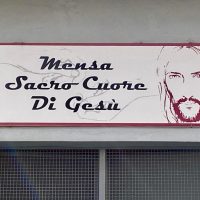 Mensa
Sacro Cuore
Di Gesù